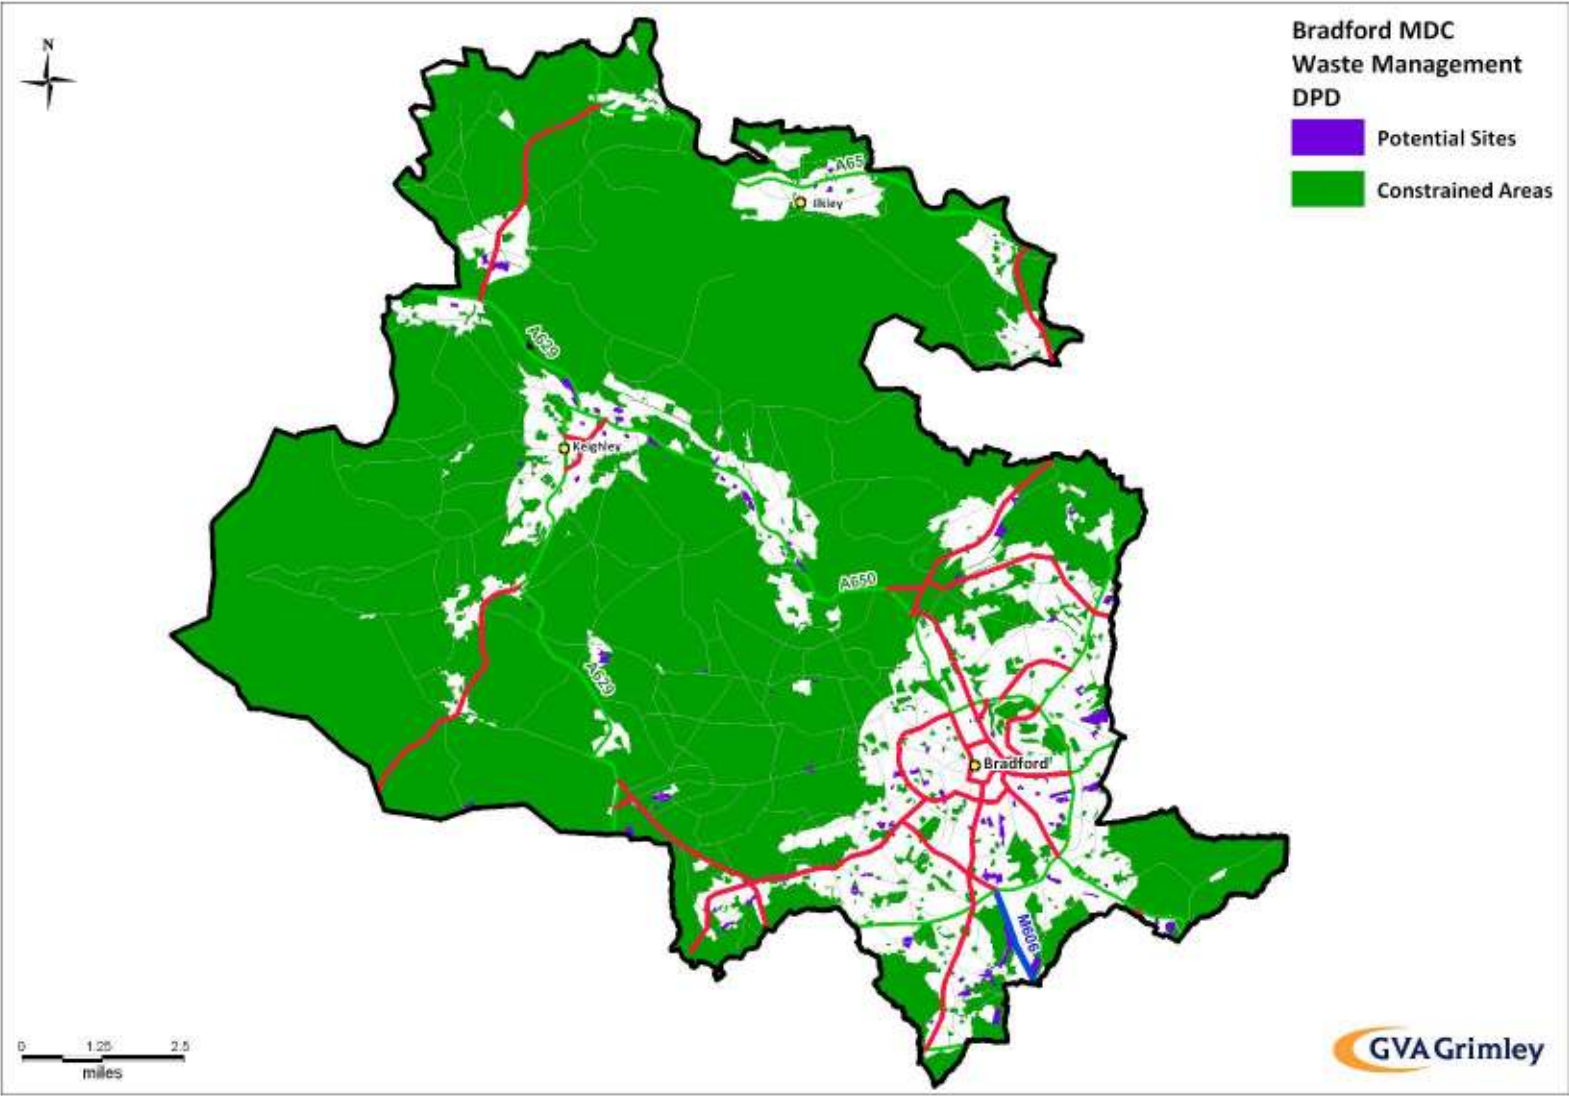 Bradford MDC
Waste Management
DPD
Potential Sites
Constrained Areas
N
A65
Ilkley
A629
Keighley
A650
A629
Bradford
M606
0 1.25 2.5
miles
GVA Grimley